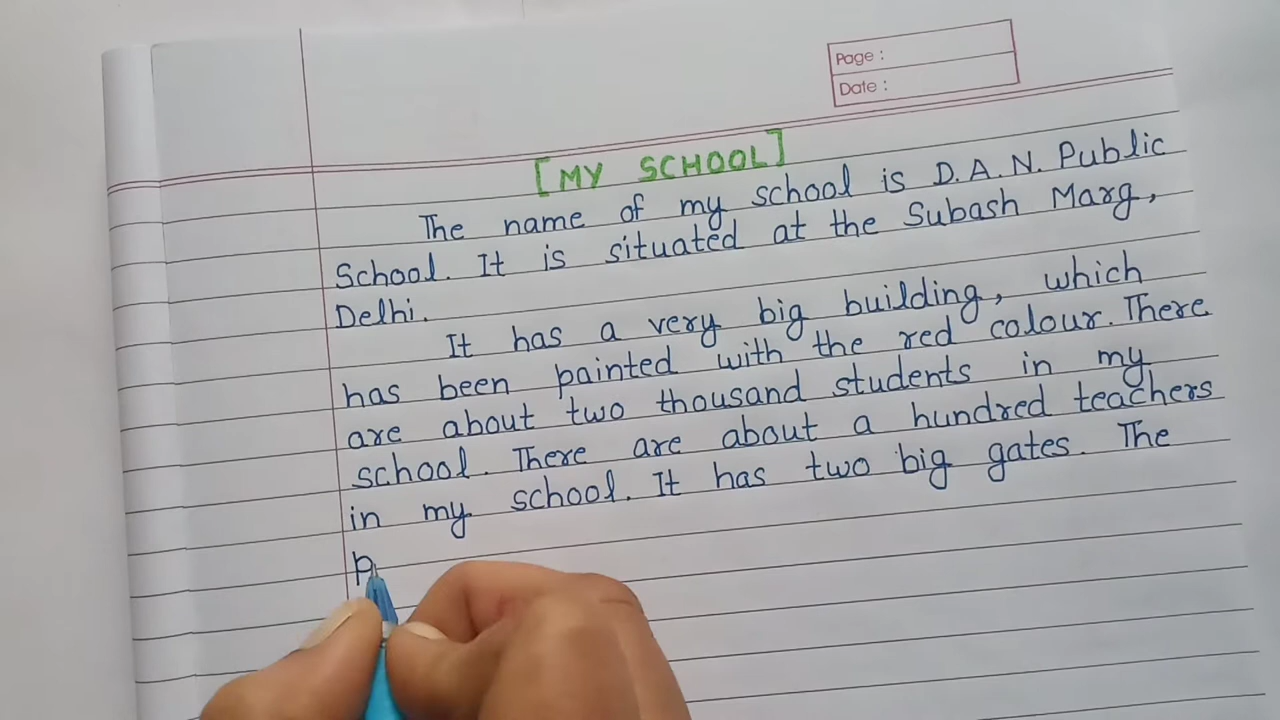 Page :
Date :
[MY SCHOOL]
The name of my school is D.A.N. Public
School. It is situated at the Subash Marg,
Delhi.
It has a very big building, which
has been painted with the red colour. There
are about two thousand students in my
school. There are about a hundred teachers
in my school. It has two big gates. The
p